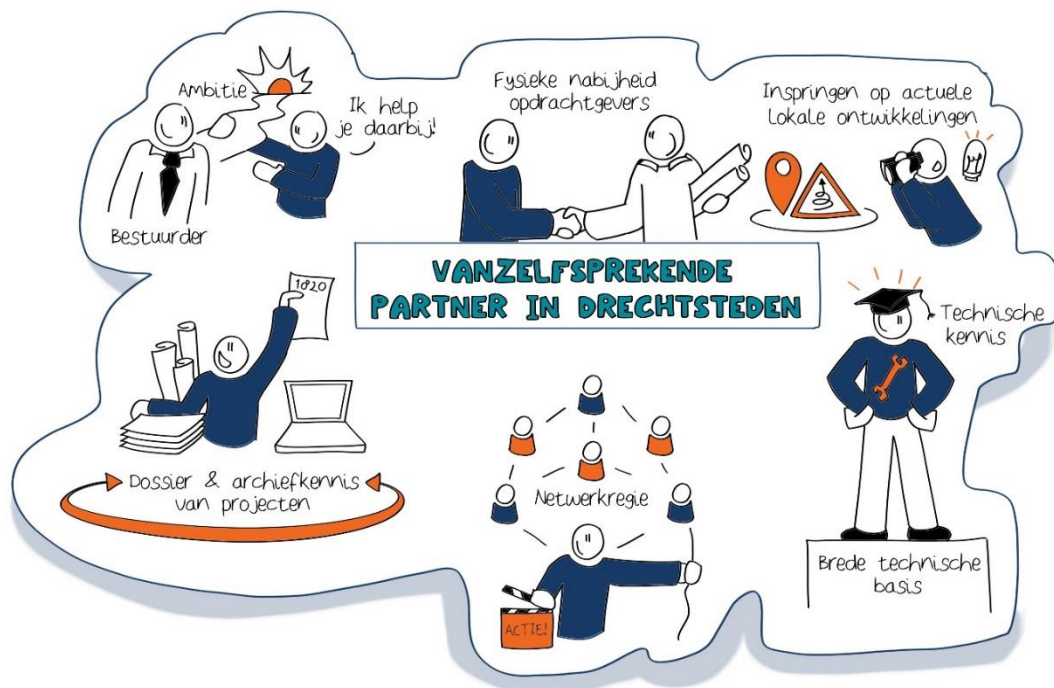 Ambitie
Ik help
je daarbij!
Bestuurder
Fysieke nabijheid
opdrachtgevers
Inspringen op actuele
lokale ontwikkelingen
VANZELFSPREKENDE
PARTNER IN DRECHTSTEDEN
1820
Dossier & archiefkennis
van projecten
Netwerkregie
ACTIE!
Technische
kennis
Brede technische
basis